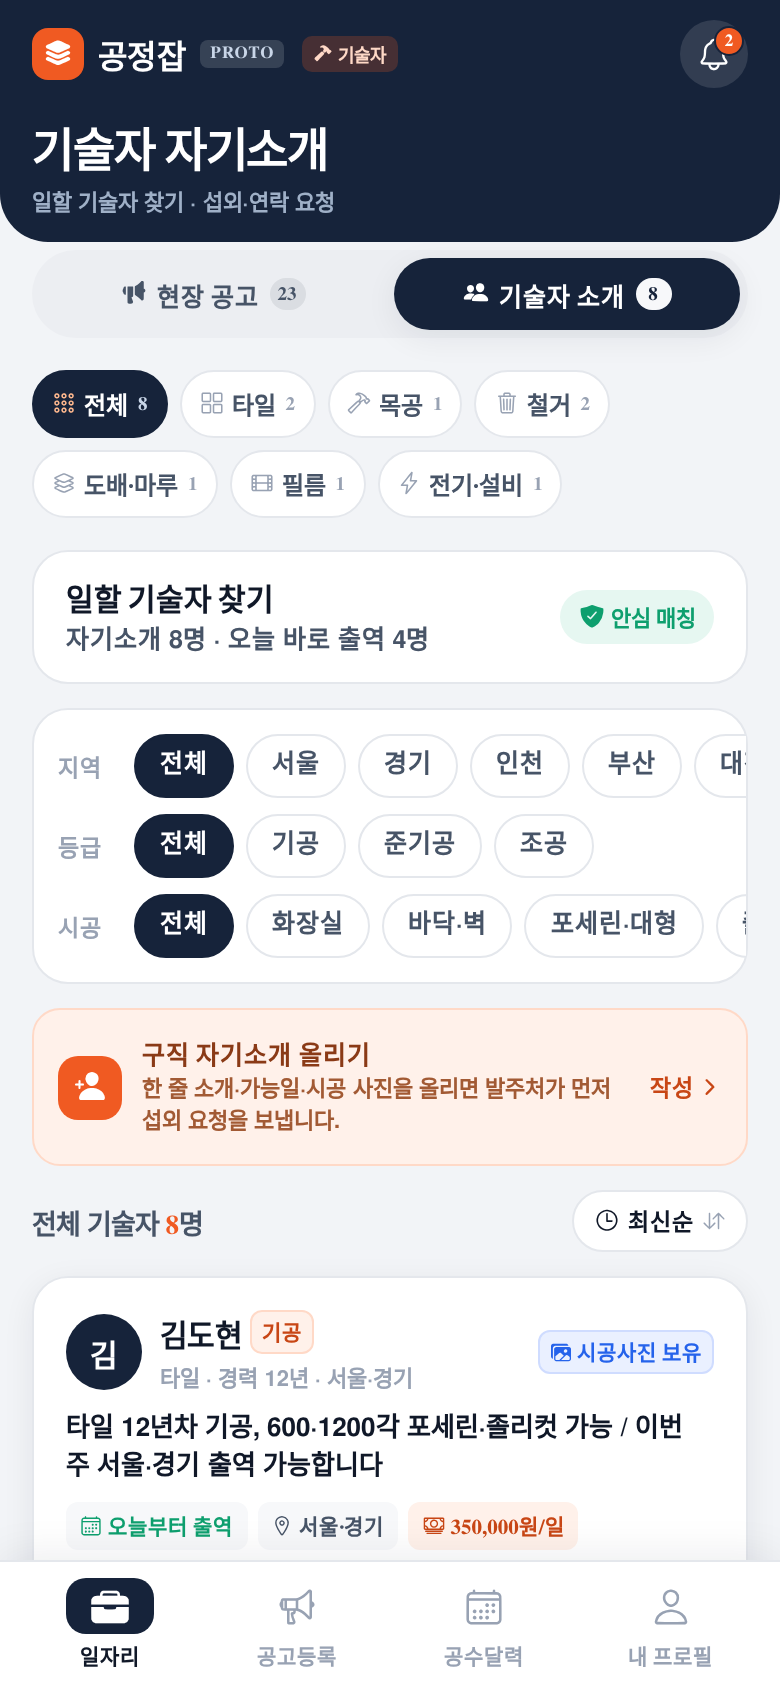 공정잡 PROTO 기술자 2
기술자 자기소개
일할 기술자 찾기 · 섭외·연락 요청
현장 공고 23 기술자 소개 8
전체 8 타일 2 목공 1 철거 2
도배·마루 1 필름 1 전기·설비 1
일할 기술자 찾기
자기소개 8명 · 오늘 바로 출역 4명
안심 매칭
지역 전체 서울 경기 인천 부산
등급 전체 기공 준기공 조공
시공 전체 화장실 바닥·벽 포세린·대형
구직 자기소개 올리기
한 줄 소개·가능일·시공 사진을 올리면 발주처가 먼저
섭외 요청을 보냅니다.
작성
전체 기술자 8명 최신순
김 김도현 기공
타일 · 경력 12년 · 서울·경기
시공사진 보유
타일 12년차 기공, 600·1200각 포세린·졸리컷 가능 / 이번
주 서울·경기 출역 가능합니다
오늘부터 출역 서울·경기 350,000원/일
일자리 공고등록 공수달력 내 프로필